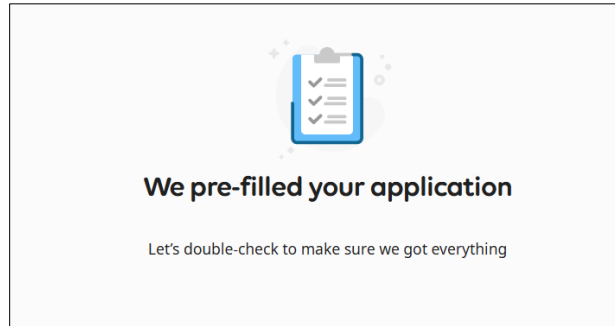 We pre-filled your application
Let’s double-check to make sure we got everything